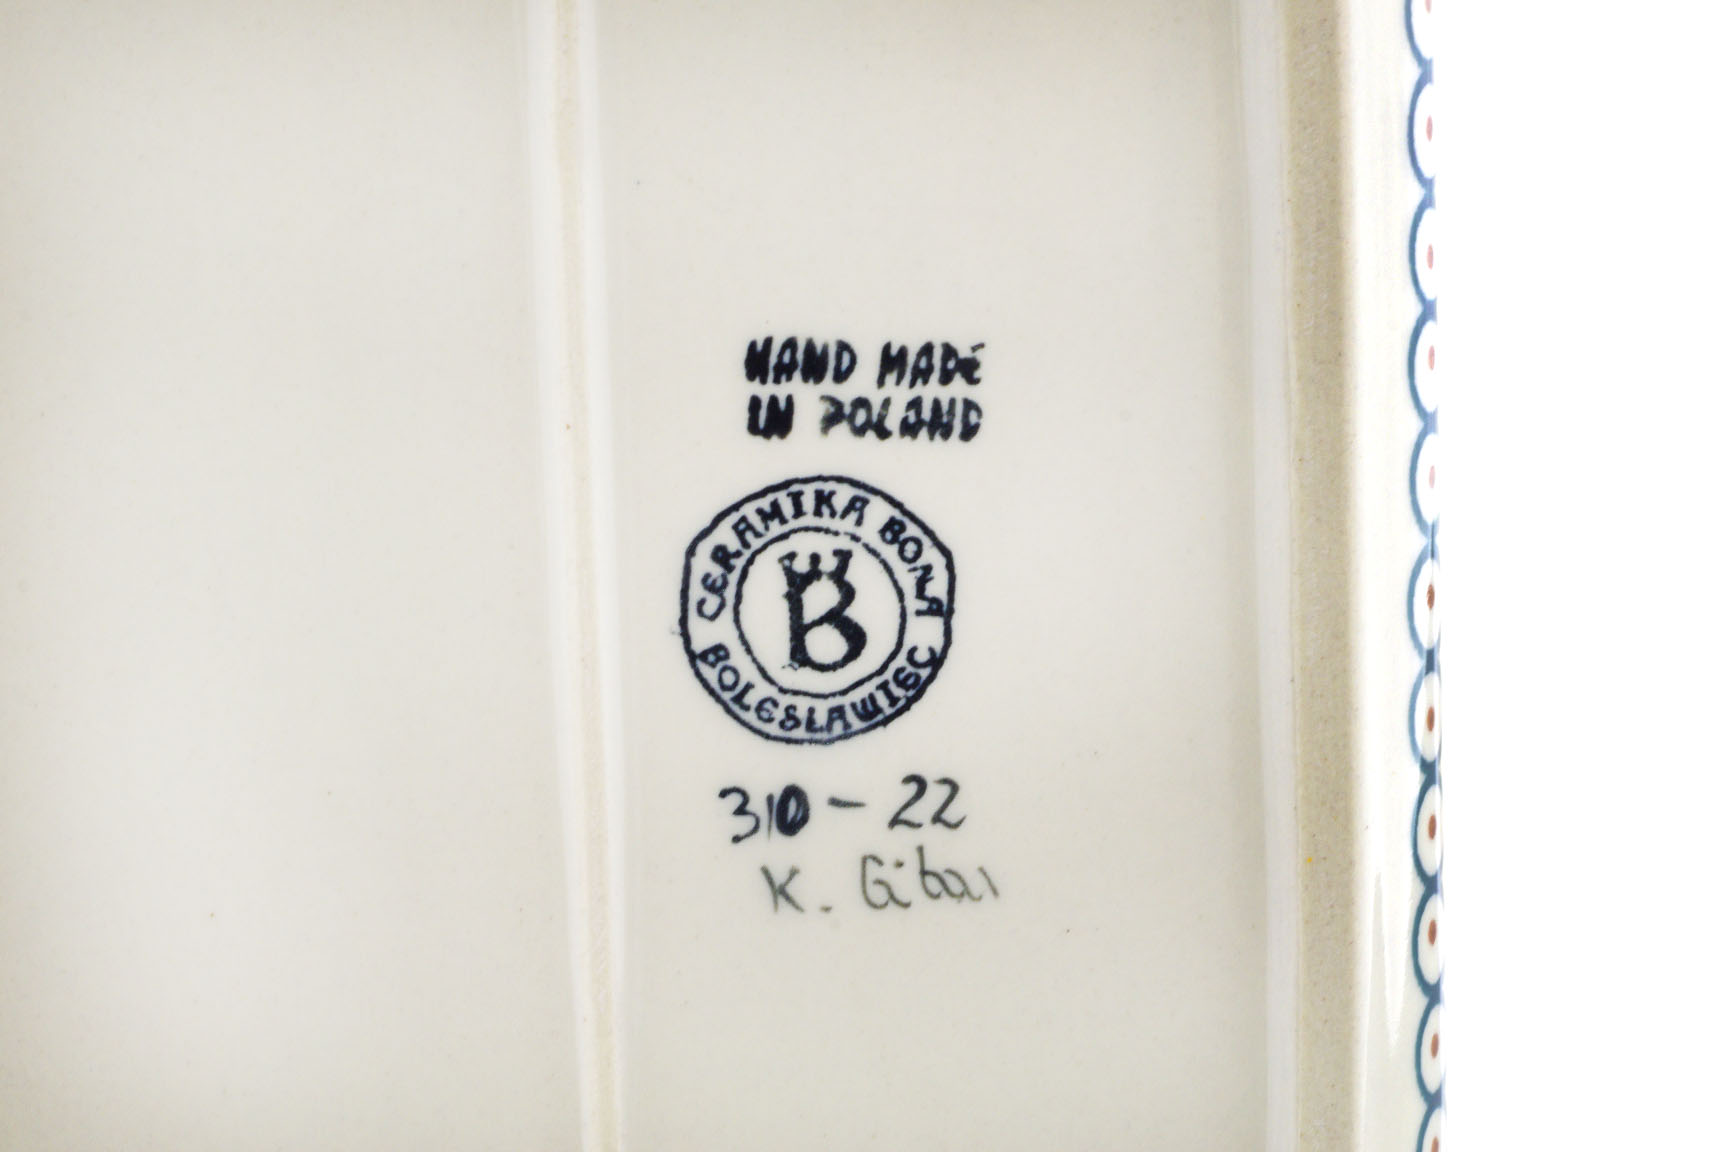 HAND MADE
IN POLAND
CERAMIKA BONA
B
BOLESLAWIEC
310 - 22
K.